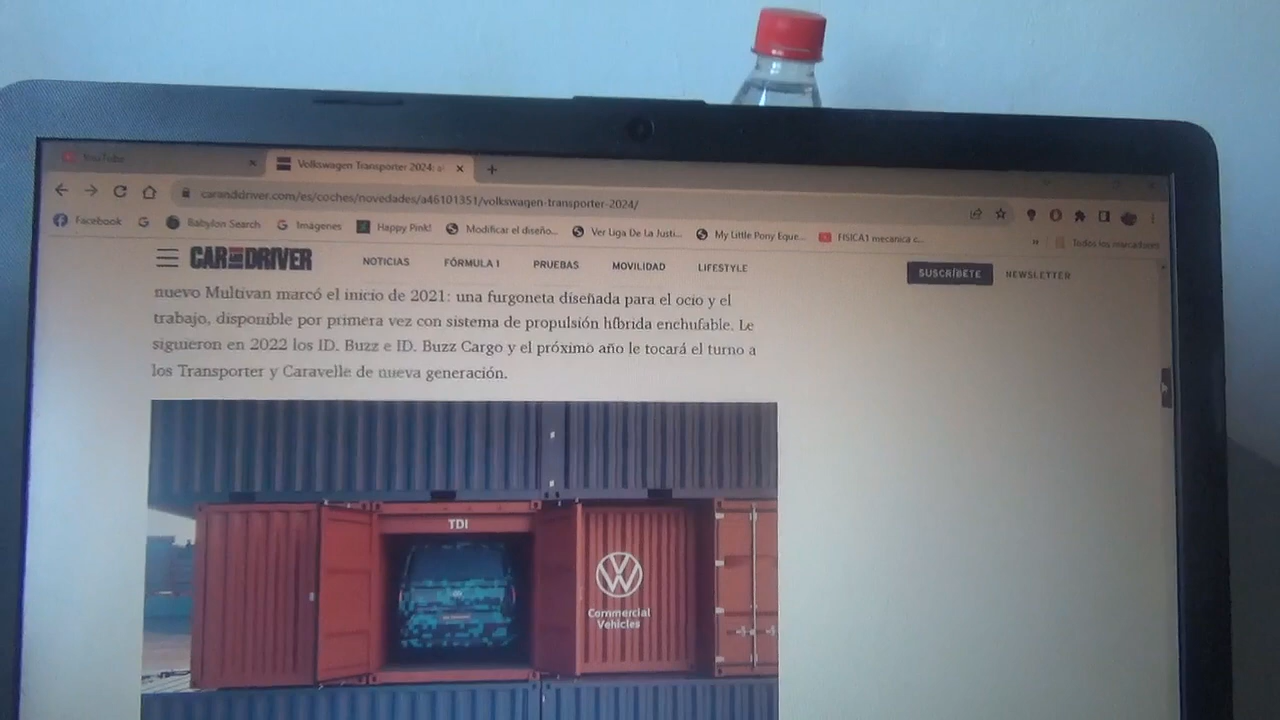 YouTube
Volkswagen Transporter 2024: al
caranddriver.com/es/coches/novedades/a46101351/volkswagen-transporter-2024/
Facebook
Babylon Search
Imágenes
Happy Pink!
Modificar el diseño...
Ver Liga De La Justi...
My Little Pony Eque...
FISICA1 mecanica c...
»
Todos los marcadores
CAR AND DRIVER
NOTICIAS
FÓRMULA 1
PRUEBAS
MOVILIDAD
LIFESTYLE
SUSCRÍBETE
NEWSLETTER
nuevo Multivan marcó el inicio de 2021: una furgoneta diseñada para el ocio y el
trabajo, disponible por primera vez con sistema de propulsión híbrida enchufable. Le
siguieron en 2022 los ID. Buzz e ID. Buzz Cargo y el próximo año le tocará el turno a
los Transporter y Caravelle de nueva generación.
TDI
Commercial
Vehicles